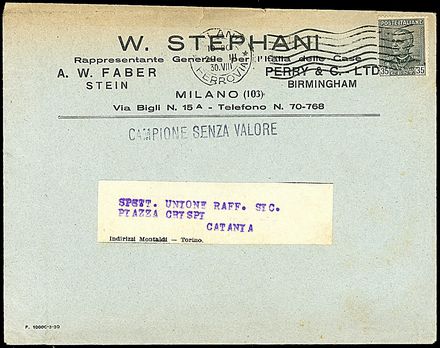 W. STEPHANI
Rappresentante Generale per l'Italia delle Case
A. W. FABER
STEIN
PERRY & C. LTD
BIRMINGHAM
MILANO (103)
Via Bigli N. 15A - Telefono N. 70-768
30.VIII
FERROVIA
POSTE ITALIANE
35 35
CAMPIONE SENZA VALORE
SPETT. UNIONE RAFF. SIC.
PIAZZA CRYSPI
CATANIA
Indirizzi Montaldi — Torino.